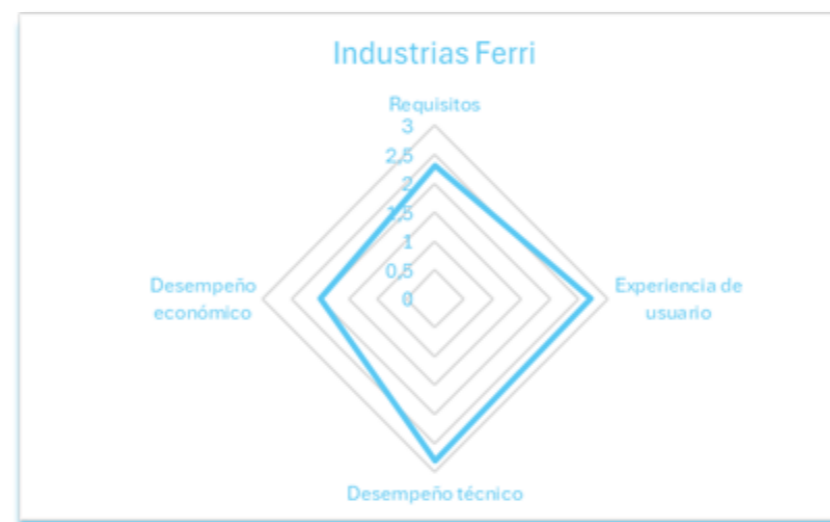 Industrias Ferri
Requisitos
3
2,5
2
1,5
1
0,5
0
Desempeño
económico
Experiencia de
usuario
Desempeño técnico